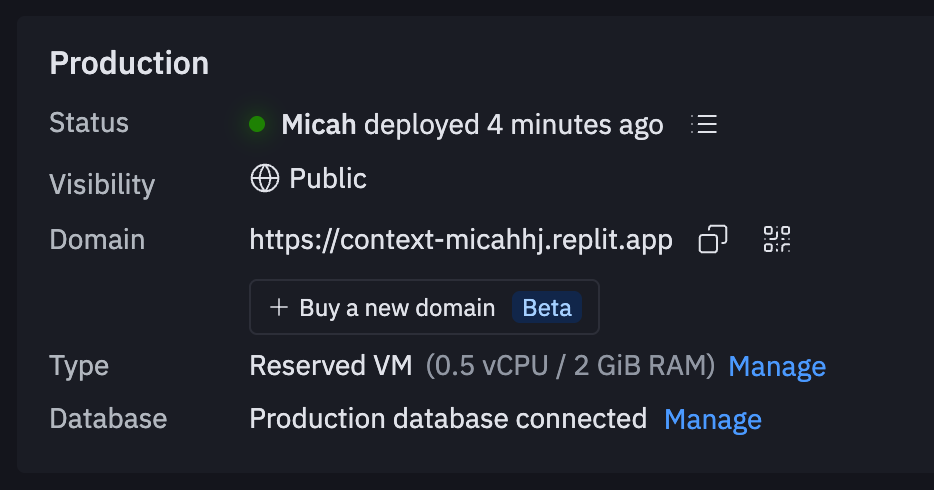 Production
Status Micah deployed 4 minutes ago
Visibility Public
Domain https://context-micahhj.replit.app
+ Buy a new domain Beta
Type Reserved VM (0.5 vCPU / 2 GiB RAM) Manage
Database Production database connected Manage